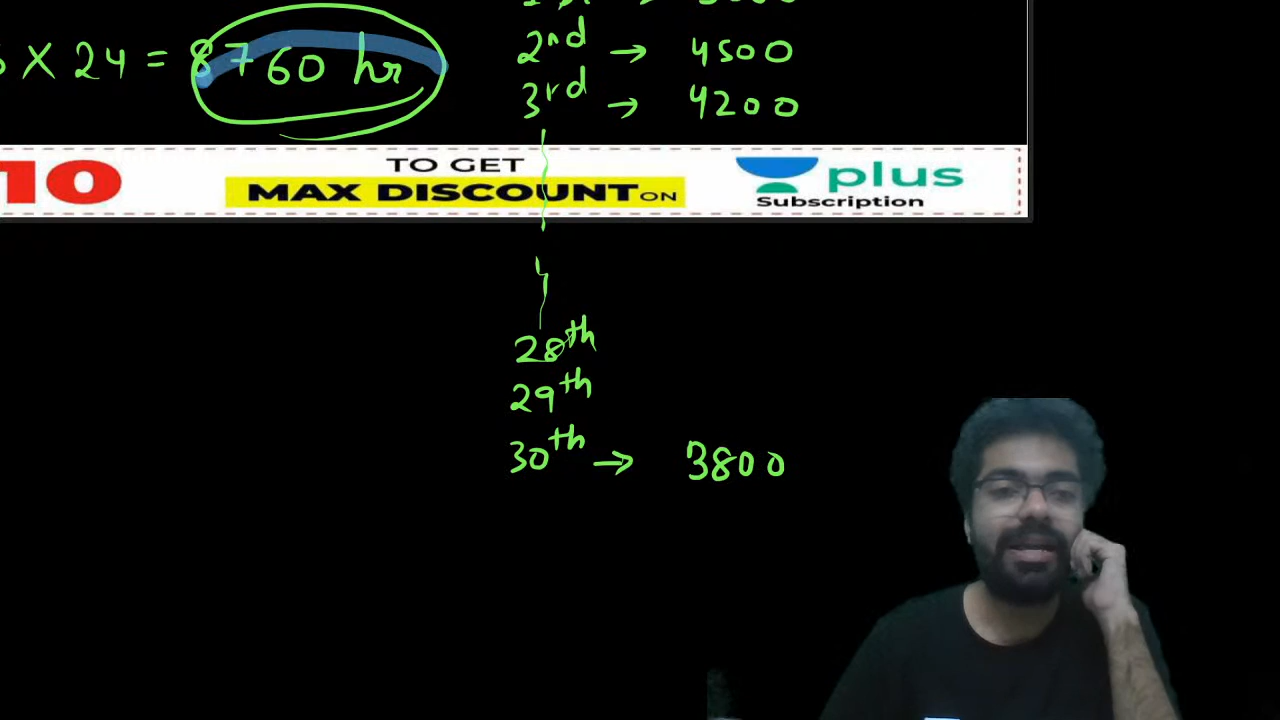 X 24 = 8760 hr
2nd → 4500
3rd → 4200
10
TO GET
MAX DISCOUNT ON
plus
Subscription
28th
29th
30th → 3800